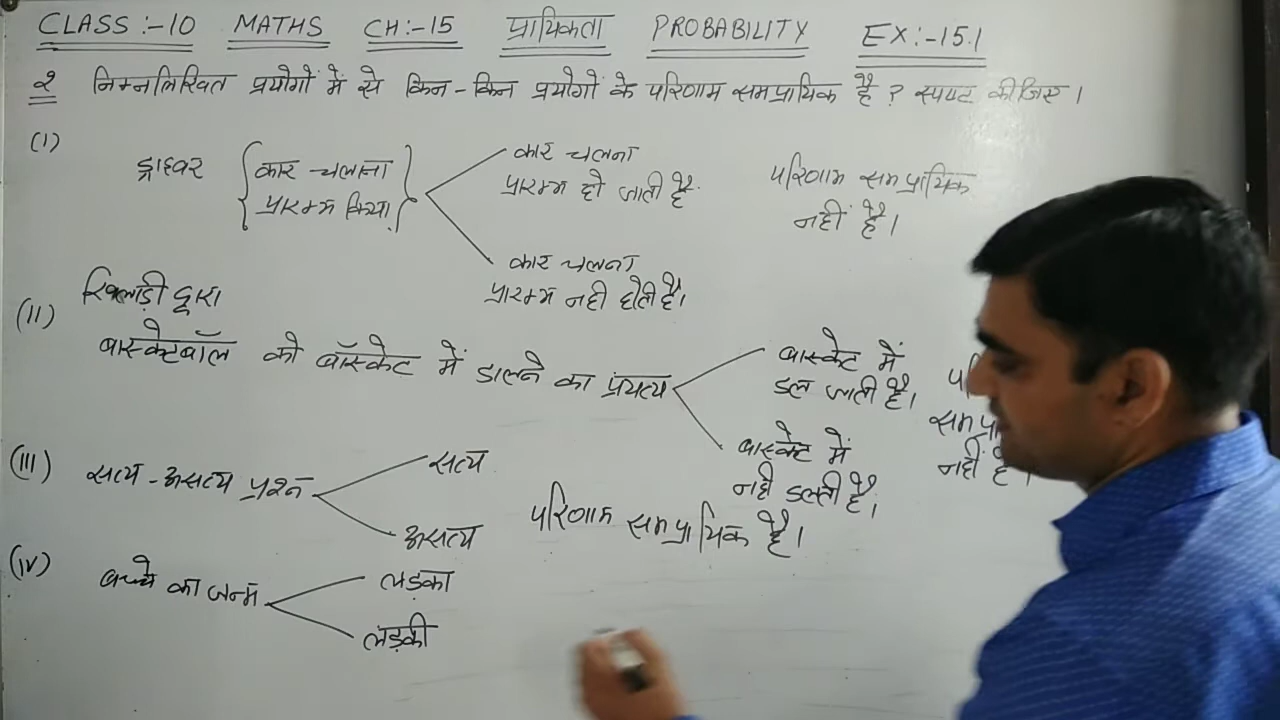 CLASS :- 10 MATHS CH:-15 प्रायिकता PROBABILITY EX:-15.1
2 निम्नलिखित प्रयोगों में से किन-किन प्रयोगों के परिणाम समप्रायिक है ? स्पष्ट कीजिए ।
(I)
ड्राइवर
कार चलाना
प्रारम्भ किया
कार चलना
प्रारम्भ हो जाती है
कार चलना
प्रारम्भ नही होती है।
परिणाम समप्रायिक
नहीं है।
(II)
खिलाड़ी द्वारा
बास्केटबॉल को बॉस्केट में डालने का प्रयत्य
बास्केट में
डल जाती है।
बास्केट में
नही डलती है।
नहीं है
(III) सत्य-असत्य प्रश्न
सत्य
असत्य
परिणाम समप्रायिक है।
(IV) बच्चे का जन्म
लड़का
लड़की